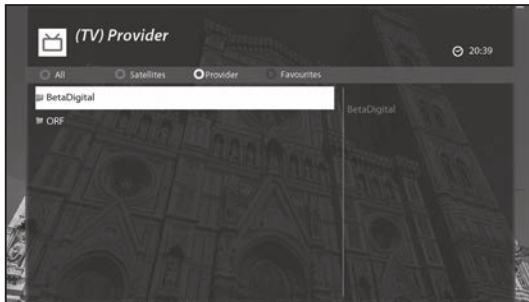 (TV) Provider
20:39
All Satellites Provider Favourites
BetaDigital
BetaDigital
ORF